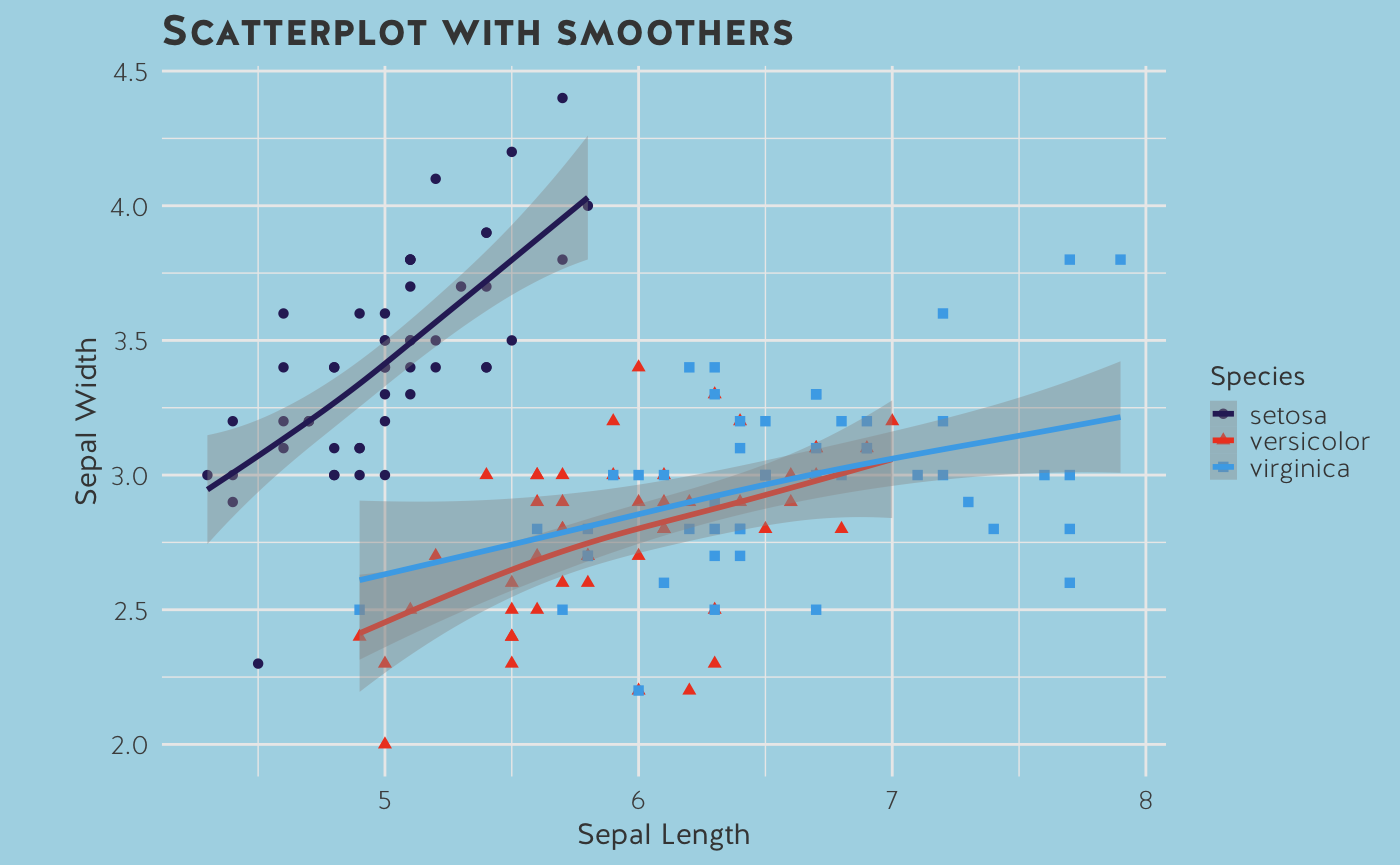 Scatterplot with smoothers
4.5
4.0
3.5
3.0
2.5
2.0
Sepal Width
5 6 7 8
Sepal Length
Species
setosa
versicolor
virginica